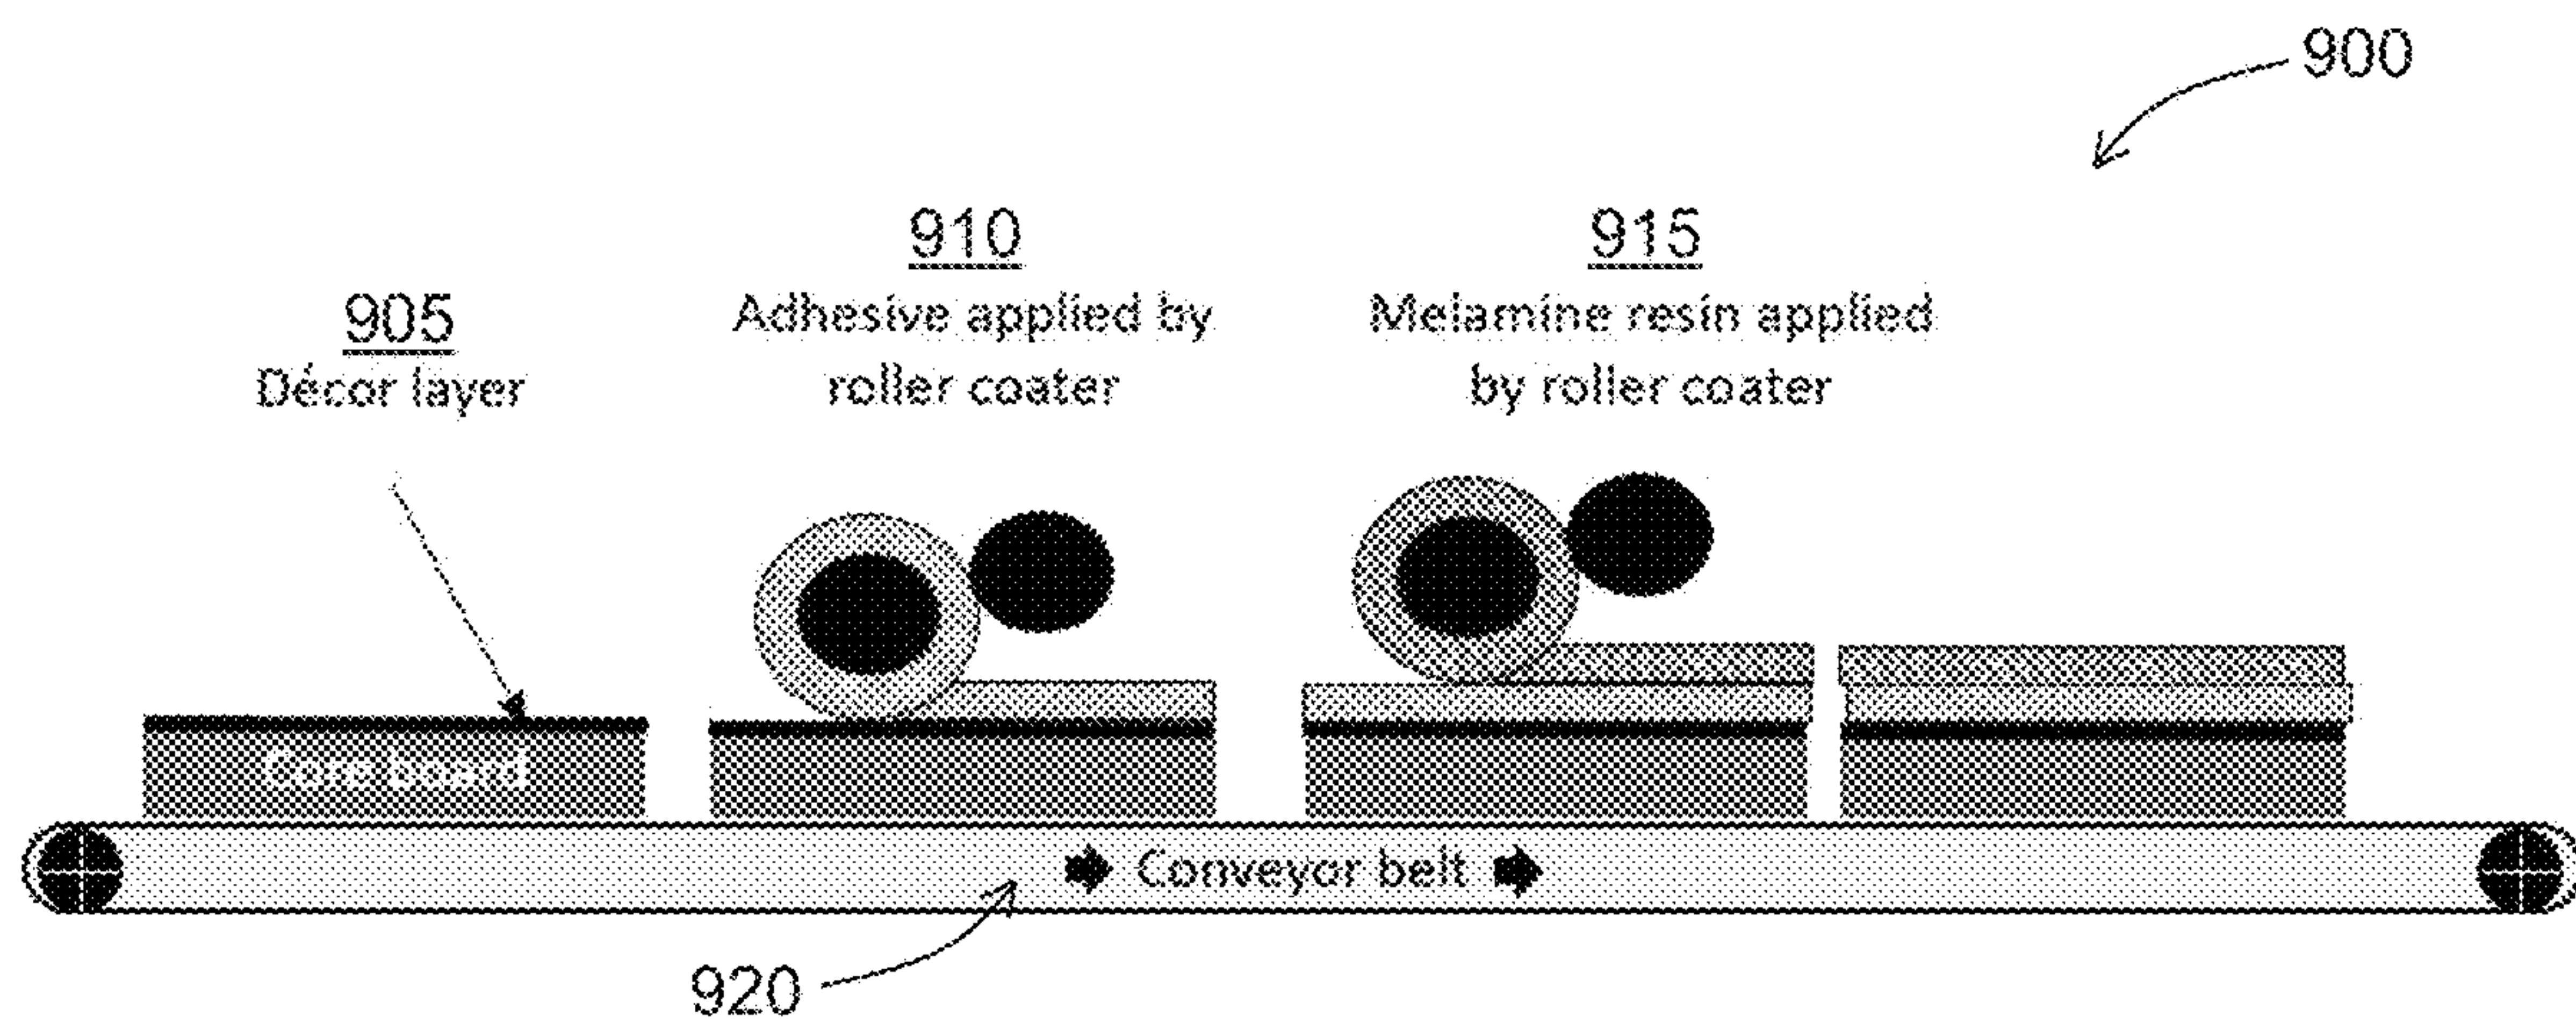 900
905
Décor layer
910
Adhesive applied by
roller coater
915
Melamine resin applied
by roller coater
Core board
Conveyor belt
920